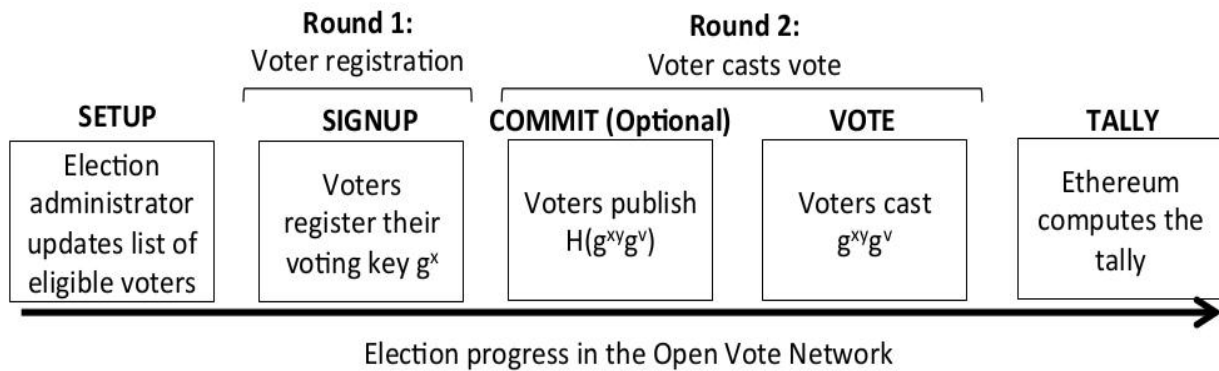 Round 1:
Voter registration
Round 2:
Voter casts vote
SETUP
Election
administrator
updates list of
eligible voters
SIGNUP
Voters
register their
voting key gˣ
COMMIT (Optional)
Voters publish
H(gˣʸgᵛ)
VOTE
Voters cast
gˣʸgᵛ
TALLY
Ethereum
computes the
tally
Election progress in the Open Vote Network